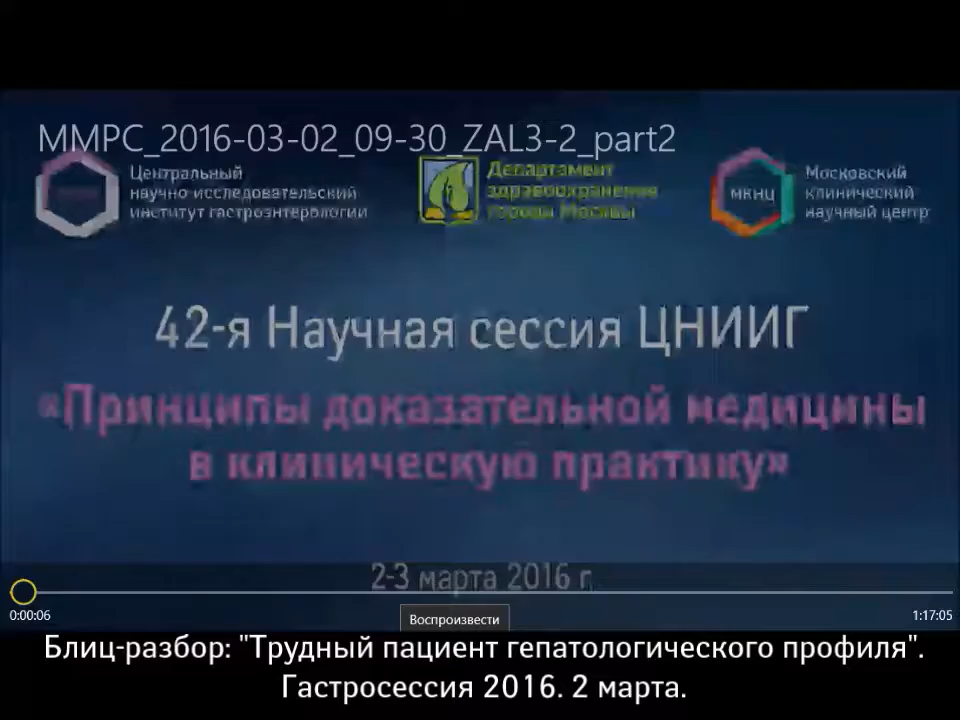 MMPC_2016-03-02_09-30_ZAL3-2_part2
Центральный
научно исследовательский
институт гастроэнтерологии
Департамент
здравоохранения
города Москвы
МКНЦ
Московский
клинический
научный центр
42-я Научная сессия ЦНИИГ
«Принципы доказательной медицины
в клиническую практику»
2-3 марта 2016 г.
0:00:06
Воспроизвести
1:17:05
Блиц-разбор: "Трудный пациент гепатологического профиля".
Гастросессия 2016. 2 марта.